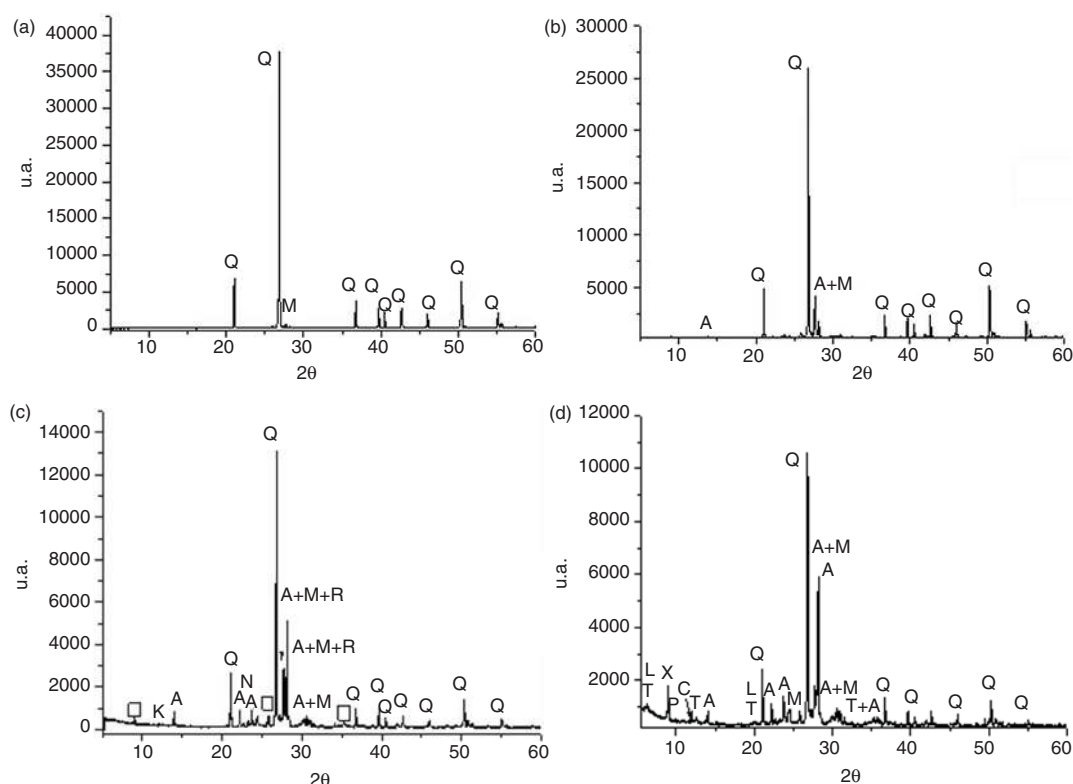 (a)
40000
35000
30000
25000
20000
15000
10000
5000
0
u.a.
Q
Q
M
Q
Q
Q
Q
Q
Q
Q
10 20 30 40 50 60
2θ
(b)
30000
25000
20000
15000
10000
5000
u.a.
Q
Q
A+M
A
Q
Q
Q
Q
Q
Q
10 20 30 40 50 60
2θ
(c)
14000
12000
10000
8000
6000
4000
2000
0
u.a.
Q
A+M+R
A+M+R
Q
N
K A A A
A+M
Q
Q
Q
Q
Q
Q
Q
10 20 30 40 50 60
2θ
(d)
12000
10000
8000
6000
4000
2000
0
u.a.
Q
A+M
A
Q
L X
T P C T A
L
T
A
A
M
A+M
T+A
Q
Q
Q
Q
Q
Q
10 20 30 40 50 60
2θ